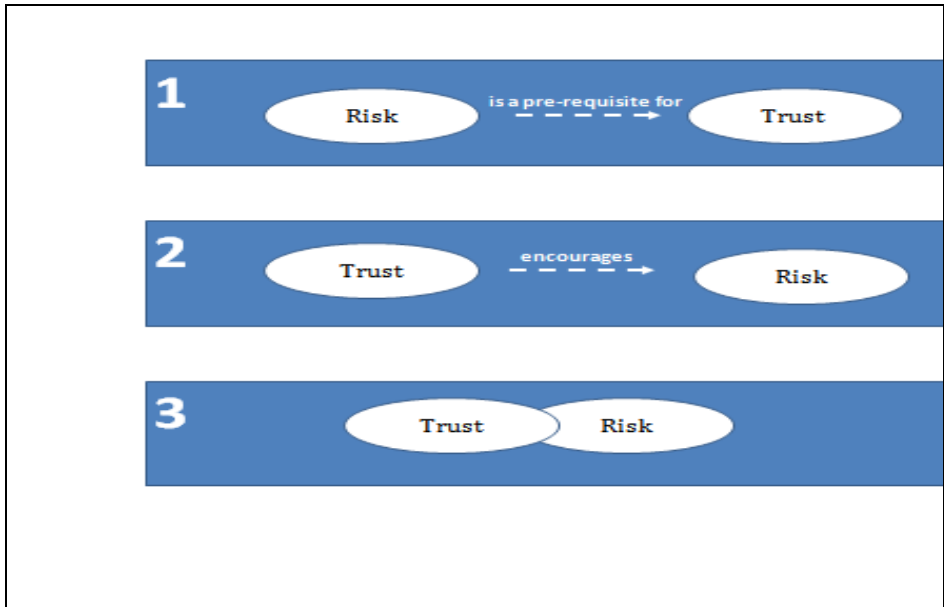 1
Risk
is a pre-requisite for
Trust
2
Trust
encourages
Risk
3
Trust
Risk